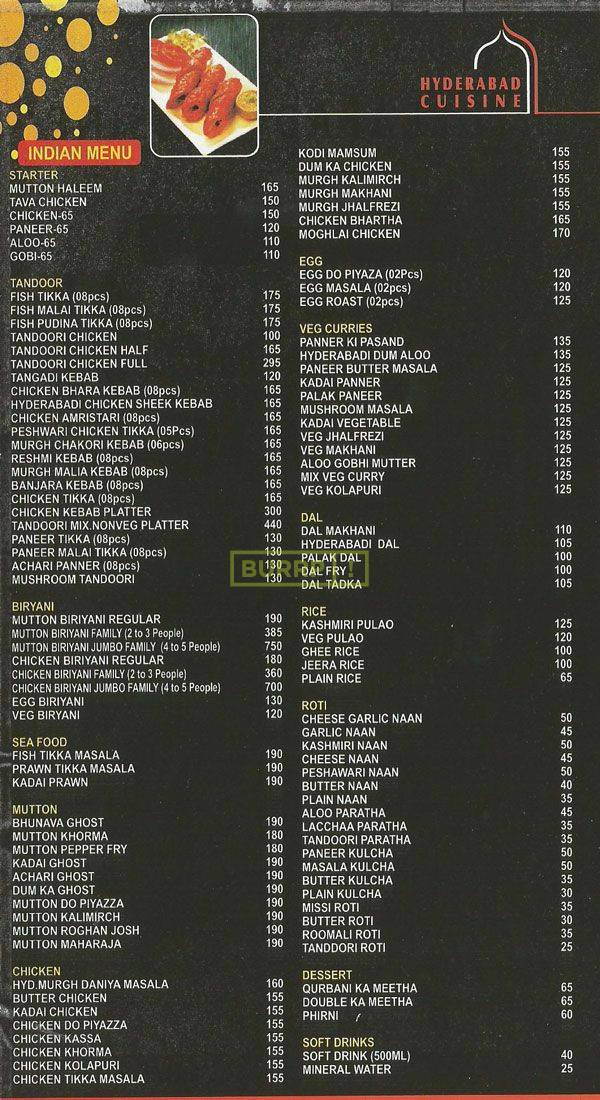 HYDERABAD
CUISINE
INDIAN MENU
STARTER
MUTTON HALEEM 165
TAVA CHICKEN 150
CHICKEN-65 150
PANEER-65 120
ALOO-65 110
GOBI-65 110
TANDOOR
FISH TIKKA (08pcs) 175
FISH MALAI TIKKA (08pcs) 175
FISH PUDINA TIKKA (08pcs) 175
TANDOORI CHICKEN 100
TANDOORI CHICKEN HALF 165
TANDOORI CHICKEN FULL 295
TANGADI KEBAB 120
CHICKEN BHARA KEBAB (08pcs) 165
HYDERABADI CHICKEN SHEEK KEBAB 165
CHICKEN AMRISTARI (08pcs) 165
PESHWARI CHICKEN TIKKA (05Pcs) 165
MURGH CHAKORI KEBAB (06pcs) 165
RESHMI KEBAB (08pcs) 165
MURGH MALIA KEBAB (08pcs) 165
BANJARA KEBAB (08pcs) 165
CHICKEN TIKKA (08pcs) 165
CHICKEN KEBAB PLATTER 300
TANDOORI MIX.NONVEG PLATTER 440
PANEER TIKKA (08pcs) 130
PANEER MALAI TIKKA (08pcs) 130
ACHARI PANNER (08pcs) 130
MUSHROOM TANDOORI 130
BIRYANI
MUTTON BIRIYANI REGULAR 190
MUTTON BIRIYANI FAMILY (2 to 3 People) 385
MUTTON BIRIYANI JUMBO FAMILY (4 to 5 People) 750
CHICKEN BIRIYANI REGULAR 180
CHICKEN BIRIYANI FAMILY (2 to 3 People) 360
CHICKEN BIRIYANI JUMBO FAMILY (4 to 5 People) 700
EGG BIRIYANI 130
VEG BIRYANI 120
SEA FOOD
FISH TIKKA MASALA 190
PRAWN TIKKA MASALA 190
KADAI PRAWN 190
MUTTON
BHUNAVA GHOST 190
MUTTON KHORMA 180
MUTTON PEPPER FRY 180
KADAI GHOST 190
ACHARI GHOST 190
DUM KA GHOST 190
MUTTON DO PIYAZZA 190
MUTTON KALIMIRCH 190
MUTTON ROGHAN JOSH 190
MUTTON MAHARAJA 190
CHICKEN
HYD.MURGH DANIYA MASALA 160
BUTTER CHICKEN 155
KADAI CHICKEN 155
CHICKEN DO PIYAZZA 155
CHICKEN KASSA 155
CHICKEN KHORMA 155
CHICKEN KOLAPURI 155
CHICKEN TIKKA MASALA 155
KODI MAMSUM 155
DUM KA CHICKEN 155
MURGH KALIMIRCH 155
MURGH MAKHANI 155
MURGH JHALFREZI 155
CHICKEN BHARTHA 165
MOGHLAI CHICKEN 170
EGG
EGG DO PIYAZA (02Pcs) 120
EGG MASALA (02pcs) 120
EGG ROAST (02pcs) 125
VEG CURRIES
PANNER KI PASAND 135
HYDERABADI DUM ALOO 135
PANEER BUTTER MASALA 125
KADAI PANNER 125
PALAK PANEER 125
MUSHROOM MASALA 125
KADAI VEGETABLE 125
VEG JHALFREZI 125
VEG MAKHANI 125
ALOO GOBHI MUTTER 125
MIX VEG CURRY 125
VEG KOLAPURI 125
DAL
DAL MAKHANI 110
HYDERABADI DAL 105
PALAK DAL 100
DAL FRY 100
DAL TADKA 105
BURRP!
RICE
KASHMIRI PULAO 125
VEG PULAO 120
GHEE RICE 100
JEERA RICE 100
PLAIN RICE 65
ROTI
CHEESE GARLIC NAAN 50
GARLIC NAAN 45
KASHMIRI NAAN 50
CHEESE NAAN 45
PESHAWARI NAAN 50
BUTTER NAAN 40
PLAIN NAAN 35
ALOO PARATHA 45
LACCHAA PARATHA 35
TANDOORI PARATHA 35
PANEER KULCHA 50
MASALA KULCHA 50
BUTTER KULCHA 35
PLAIN KULCHA 30
MISSI ROTI 35
BUTTER ROTI 30
ROOMALI ROTI 35
TANDDORI ROTI 25
DESSERT
QURBANI KA MEETHA 65
DOUBLE KA MEETHA 65
PHIRNI 60
SOFT DRINKS
SOFT DRINK (500ML) 40
MINERAL WATER 25